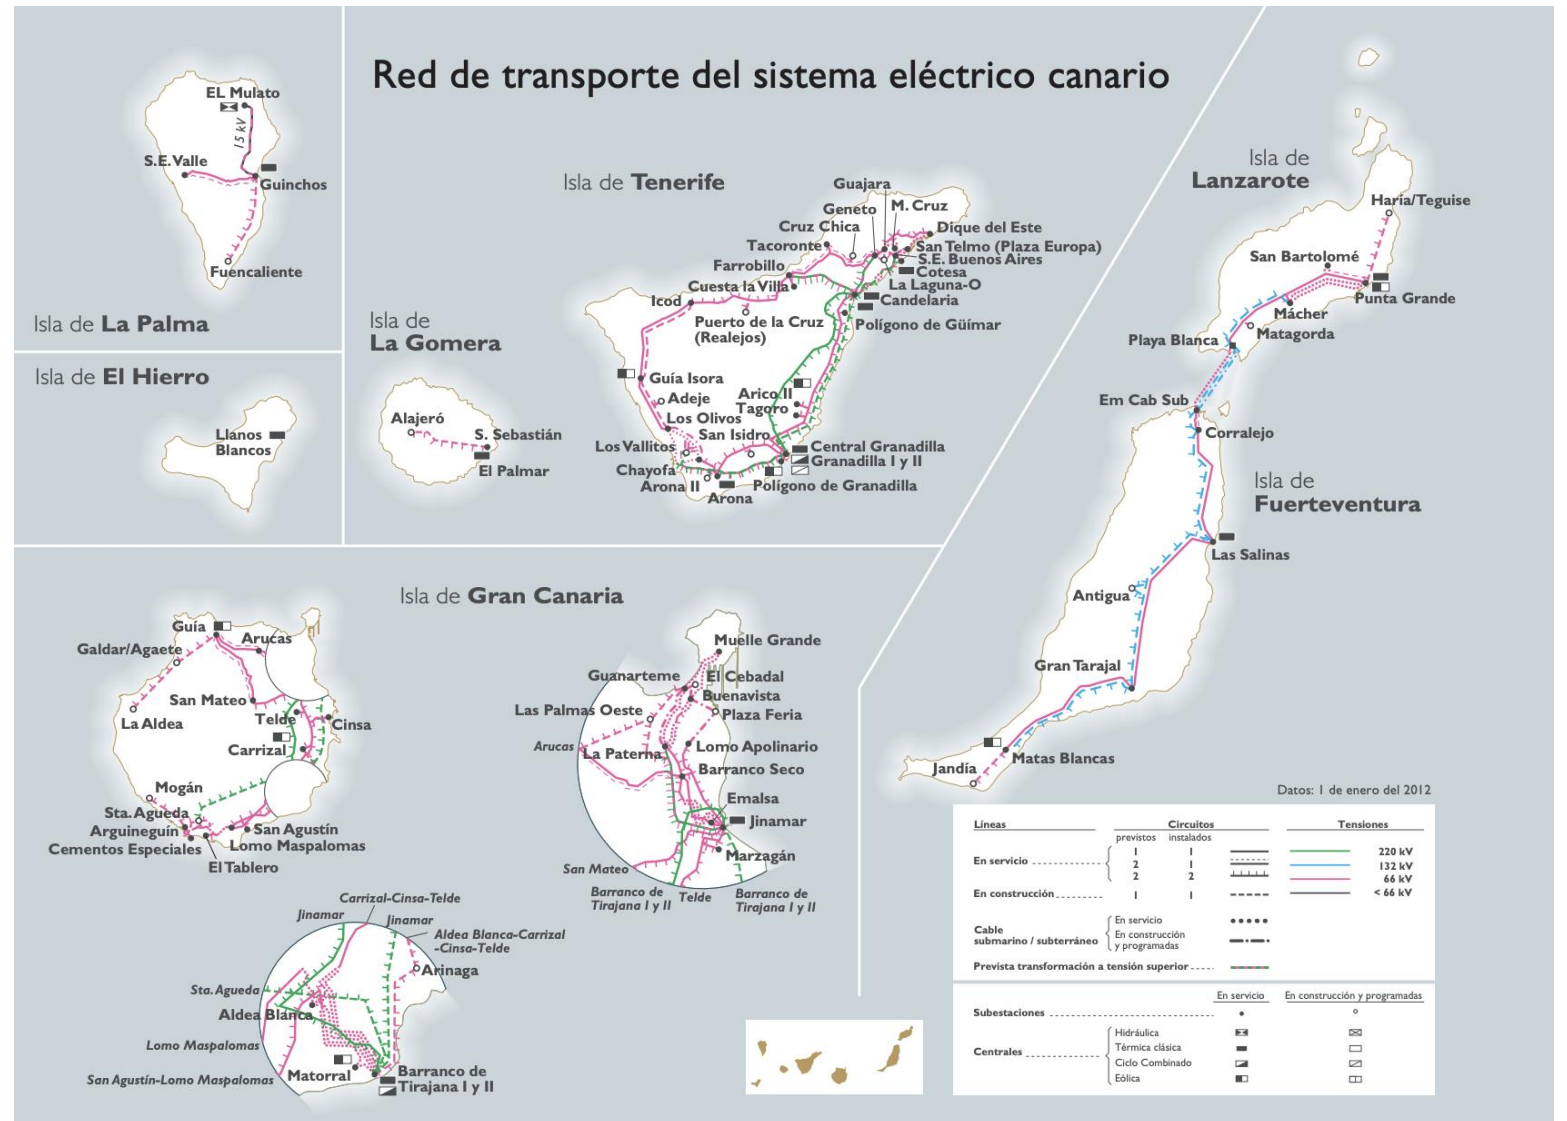 Red de transporte del sistema eléctrico canario
EL Mulato
15 kV
S.E. Valle
Guinchos
Fuencaliente
Isla de La Palma
Isla de El Hierro
Llanos
Blancos
Isla de
La Gomera
Alajeró
S. Sebastián
El Palmar
Isla de Tenerife
Guajara
Geneto
M. Cruz
Cruz Chica
Dique del Este
Tacoronte
San Telmo (Plaza Europa)
S.E. Buenos Aires
Farrobillo
Cotesa
Cuesta la Villa
La Laguna-O
Icod
Candelaria
Puerto de la Cruz
(Realejos)
Polígono de Güímar
Guía Isora
Adeje
Arico II
Tagoro
Los Olivos
San Isidro
Los Vallitos
Central Granadilla
Granadilla I y II
Chayofa
Arona II
Polígono de Granadilla
Arona
Isla de
Lanzarote
Haría/Teguise
San Bartolomé
Punta Grande
Mácher
Matagorda
Playa Blanca
Em Cab Sub
Corralejo
Isla de
Fuerteventura
Las Salinas
Antigua
Gran Tarajal
Matas Blancas
Jandía
Isla de Gran Canaria
Guía
Arucas
Galdar/Agaete
San Mateo
La Aldea
Telde
Cinsa
Carrizal
Mogán
Sta. Agueda
Arguineguín
San Agustín
Cementos Especiales
Lomo Maspalomas
El Tablero
Muelle Grande
Guanarteme
El Cebadal
Buenavista
Las Palmas Oeste
Plaza Feria
Arucas
La Paterna
Lomo Apolinario
Barranco Seco
Emalsa
Jinamar
Marzagán
San Mateo
Barranco de
Tirajana I y II
Telde
Barranco de
Tirajana I y II
Carrizal-Cinsa-Telde
Jinamar
Jinamar
Aldea Blanca-Carrizal
-Cinsa-Telde
Arinaga
Sta. Agueda
Aldea Blanca
Lomo Maspalomas
San Agustín-Lomo Maspalomas
Matorral
Barranco de
Tirajana I y II
Datos: 1 de enero del 2012
Líneas
Circuitos
Tensiones
previstos instalados
En servicio
1 1
2 1
2 2
220 kV
132 kV
66 kV
< 66 kV
En construcción
1 1
Cable
submarino / subterráneo
En servicio
En construcción
y programadas
Prevista transformación a tensión superior
En servicio
En construcción y programadas
Subestaciones
Centrales
Hidráulica
Térmica clásica
Ciclo Combinado
Eólica